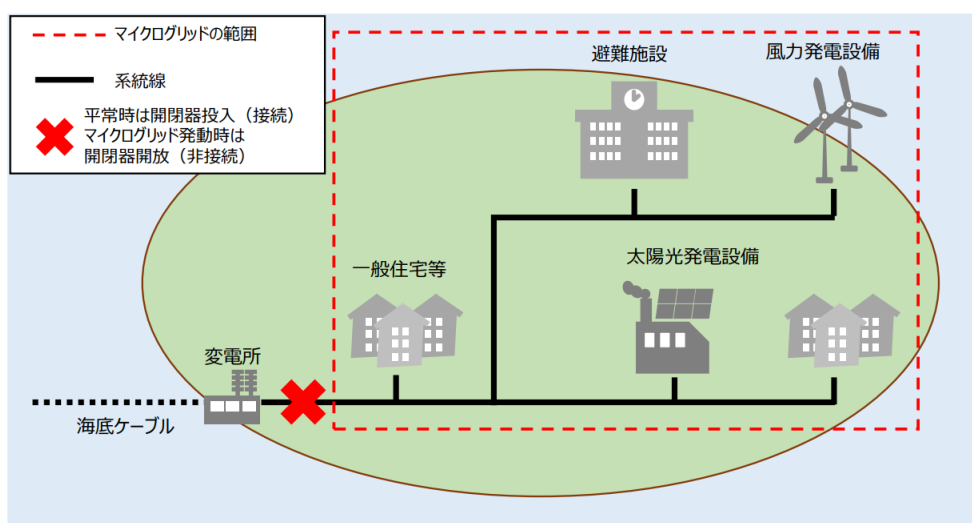 マイクログリッドの範囲
系統線
平常時は開閉器投入（接続）
マイクログリッド発動時は
開閉器開放（非接続）
避難施設
風力発電設備
一般住宅等
太陽光発電設備
変電所
海底ケーブル